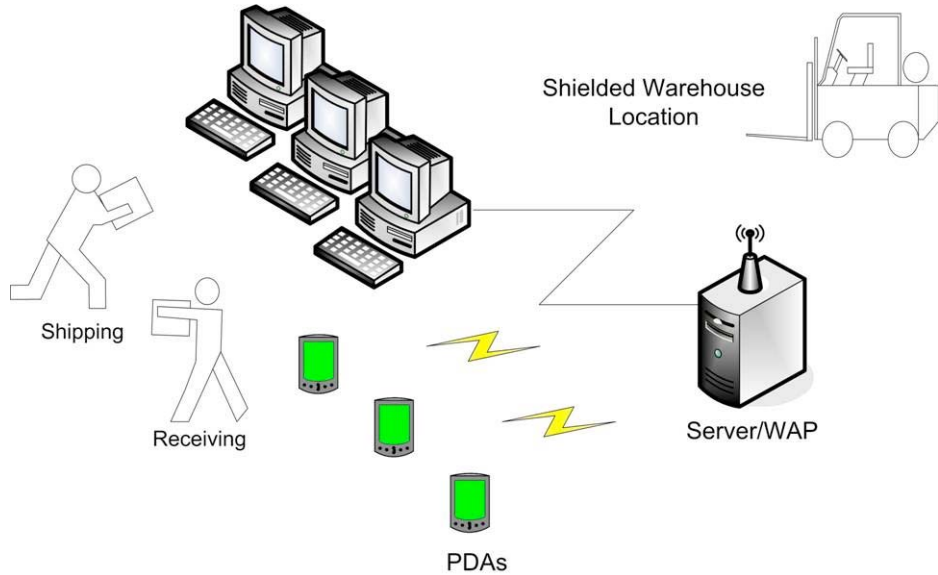 Shielded Warehouse
Location
Shipping
Receiving
Server/WAP
PDAs